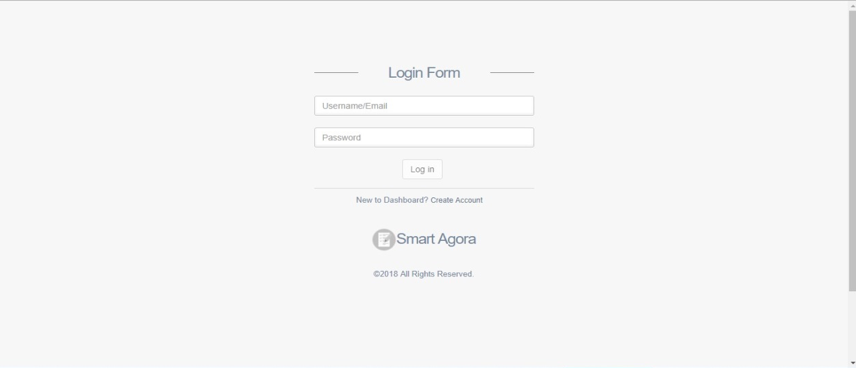 Login Form
Username/Email
Password
Log in
New to Dashboard? Create Account
Smart Agora
©2018 All Rights Reserved.